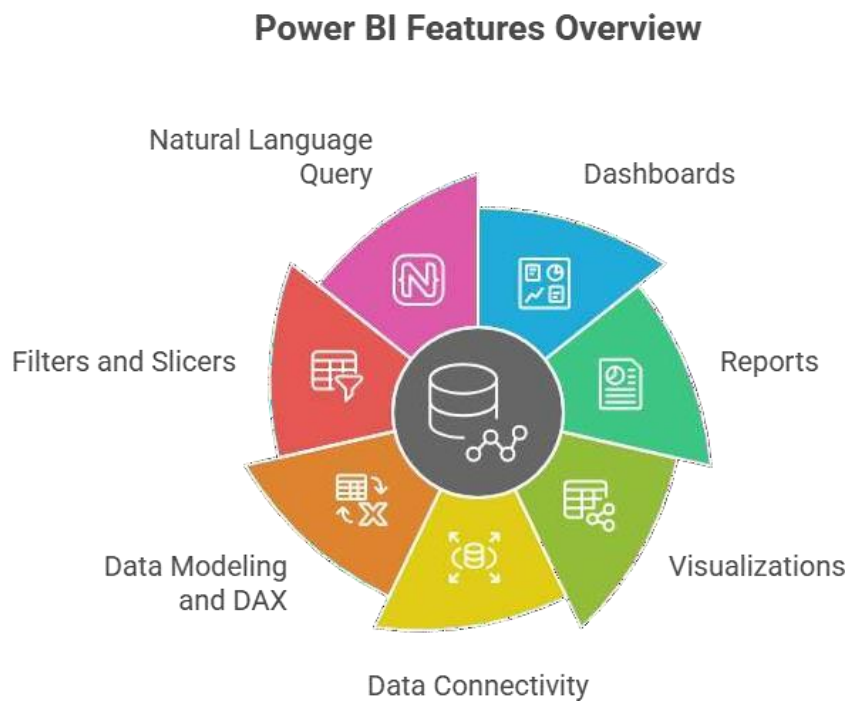 Power BI Features Overview
Natural Language
Query
Dashboards
Filters and Slicers
Reports
Data Modeling
and DAX
Visualizations
Data Connectivity